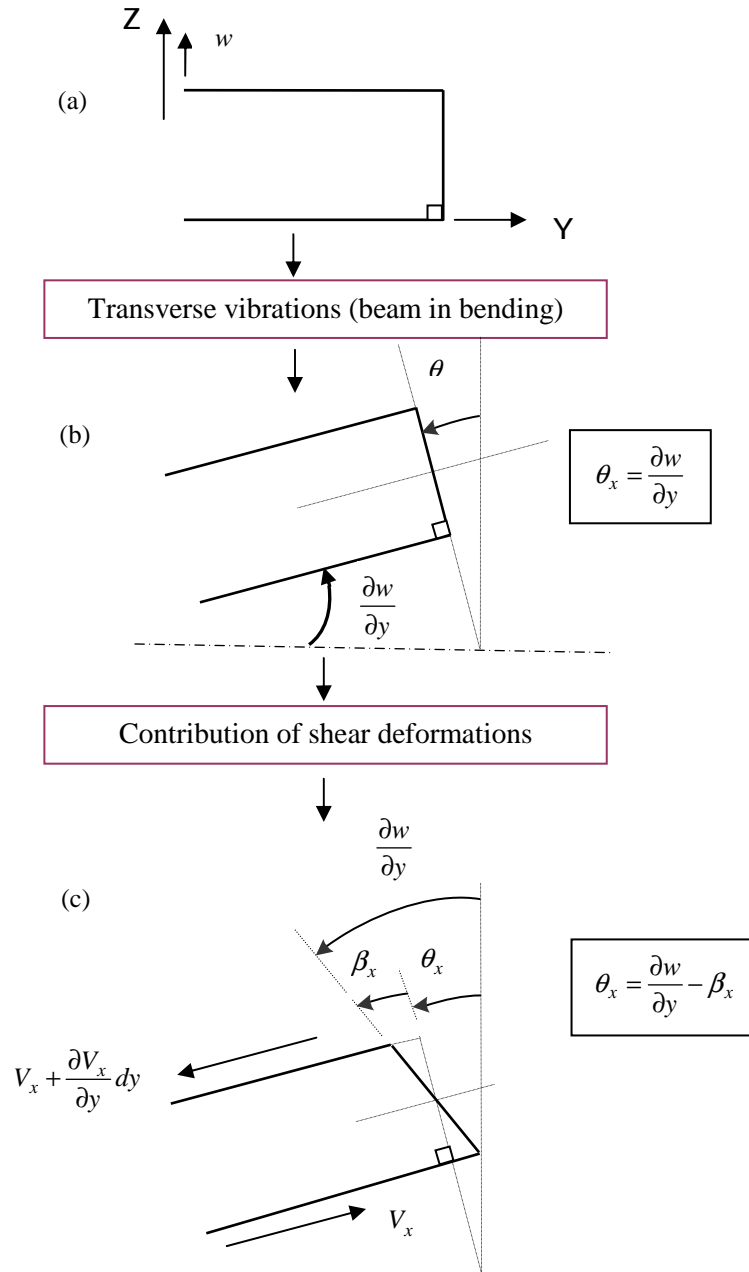 Z
w
(a)
Y
Transverse vibrations (beam in bending)
θ
(b)
θₓ = ∂w/∂y
∂w/∂y
Contribution of shear deformations
∂w/∂y
(c)
βₓ θₓ
θₓ = ∂w/∂y − βₓ
Vₓ + ∂Vₓ/∂y dy
Vₓ